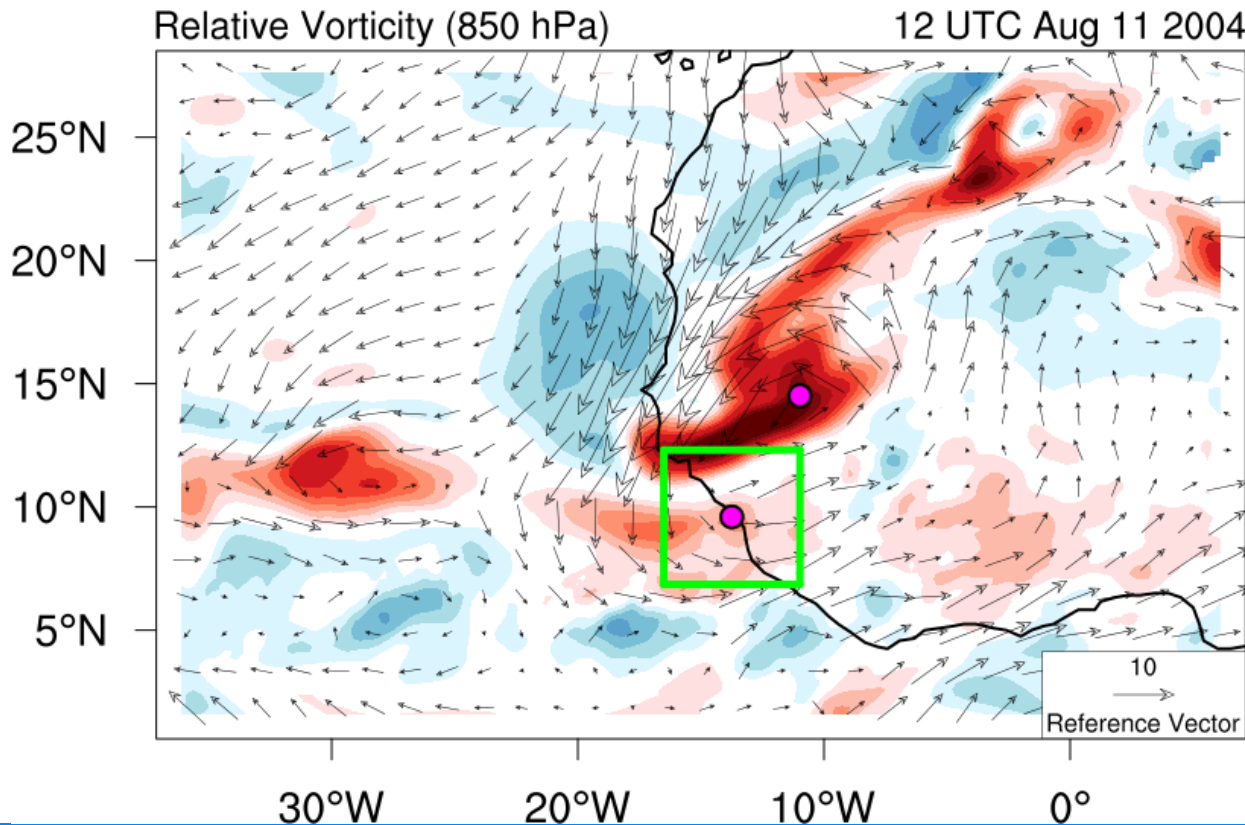 Relative Vorticity (850 hPa) 12 UTC Aug 11 2004
25°N
20°N
15°N
10°N
5°N
10
Reference Vector
30°W 20°W 10°W 0°